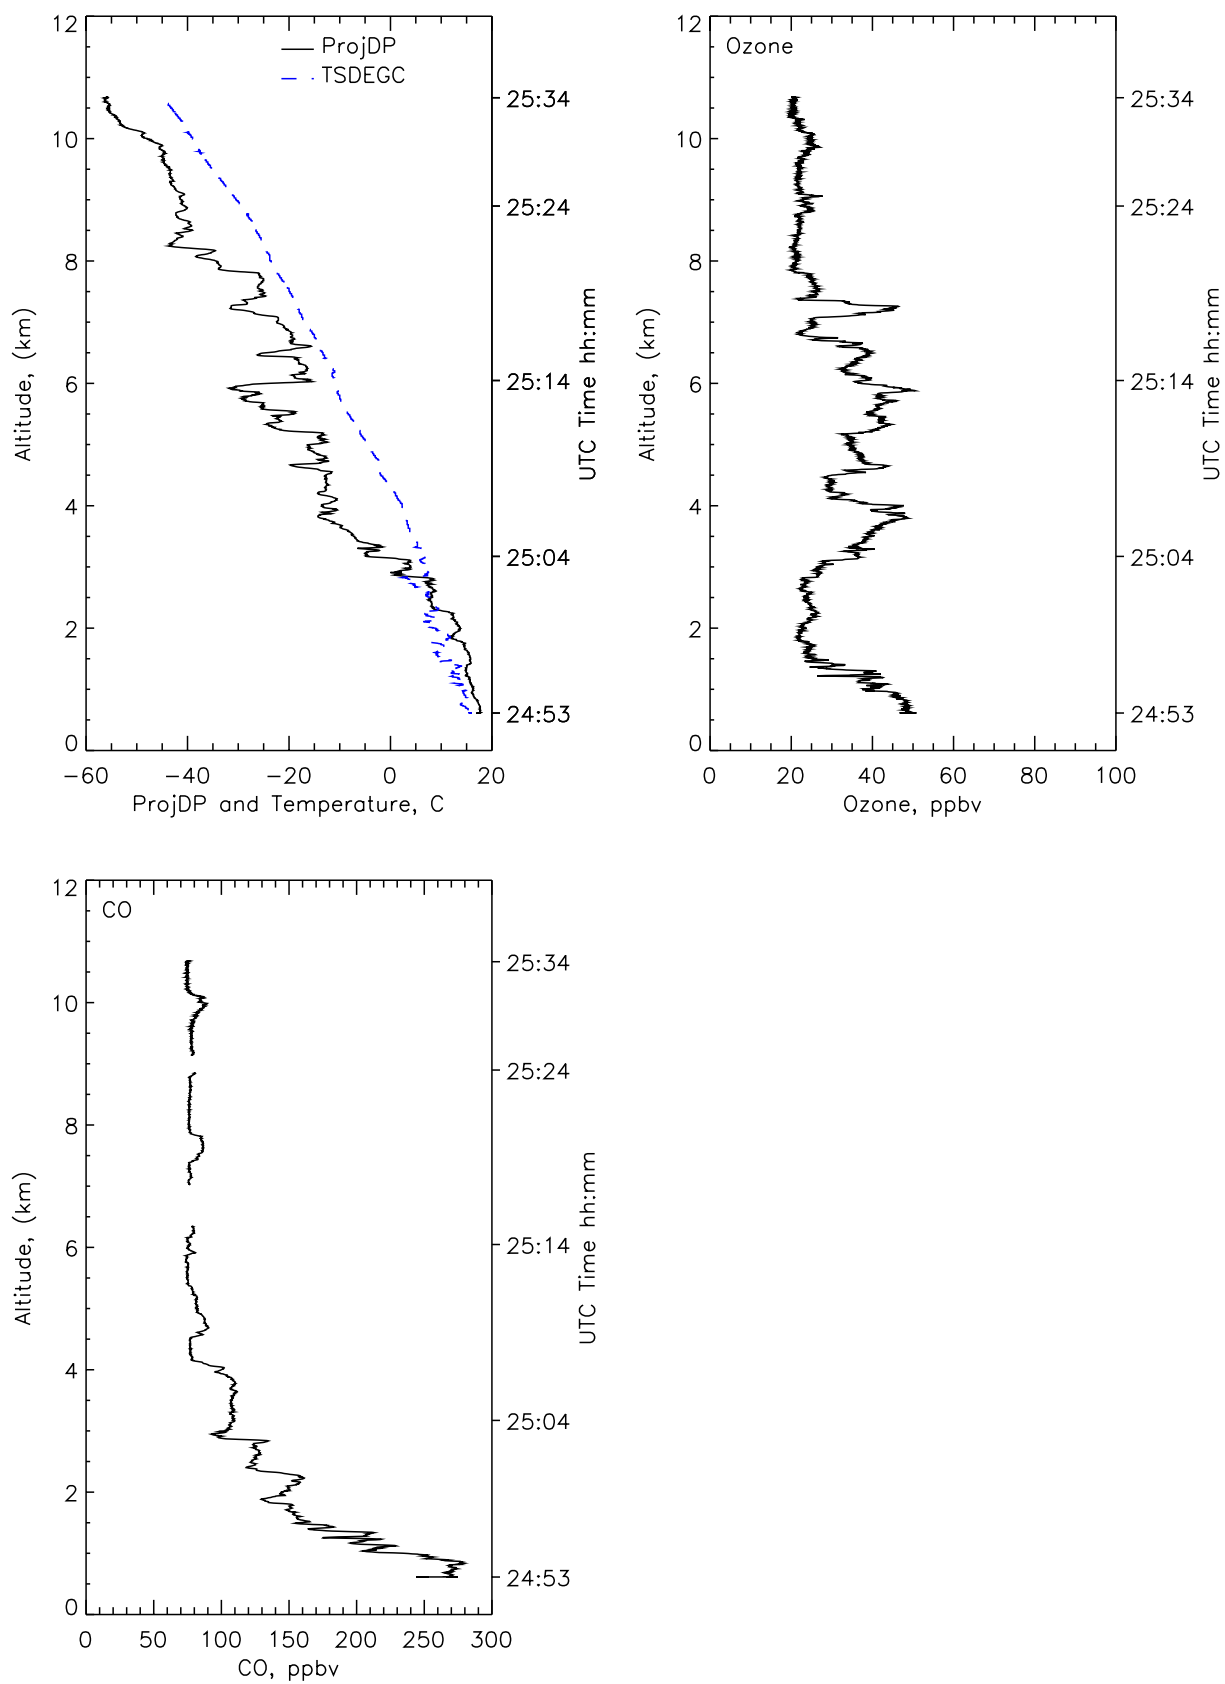 12
10
8
6
4
2
0
Altitude, (km)
ProjDP
TSDEGC
25:34
25:24
25:14
25:04
24:53
UTC Time hh:mm
−60 −40 −20 0 20
ProjDP and Temperature, C
12
10
8
6
4
2
0
Altitude, (km)
Ozone
25:34
25:24
25:14
25:04
24:53
UTC Time hh:mm
0 20 40 60 80 100
Ozone, ppbv
12
10
8
6
4
2
0
Altitude, (km)
CO
25:34
25:24
25:14
25:04
24:53
UTC Time hh:mm
0 50 100 150 200 250 300
CO, ppbv